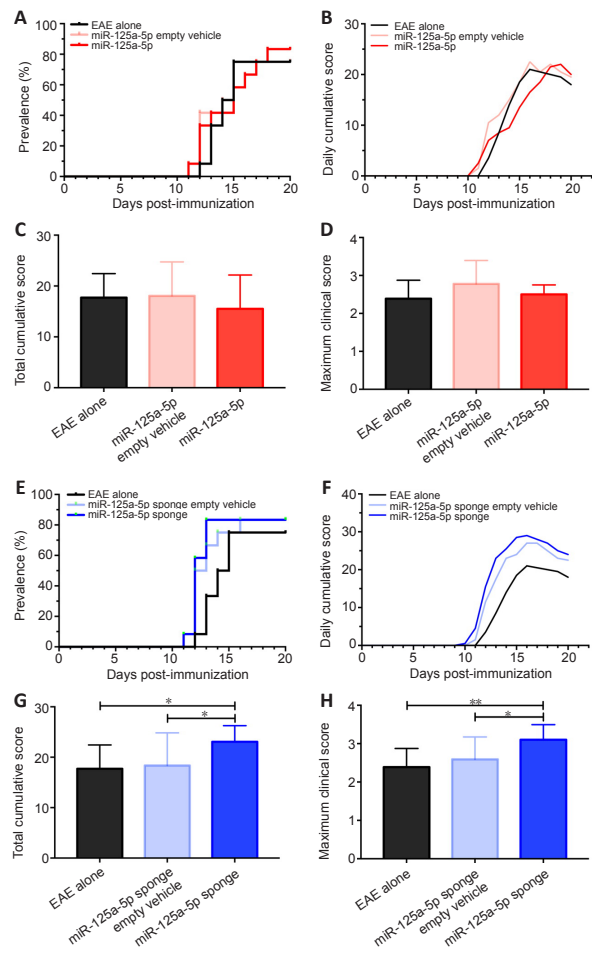 A
EAE alone
miR-125a-5p empty vehicle
miR-125a-5p
100
80
60
40
20
0
Prevalence (%)
0 5 10 15 20
Days post-immunization
B
EAE alone
miR-125a-5p empty vehicle
miR-125a-5p
30
20
10
0
Daily cumulative score
0 5 10 15 20
Days post-immunization
C
30
20
10
0
Total cumulative score
EAE alone
miR-125a-5p
empty vehicle
miR-125a-5p
D
4
3
2
1
0
Maximum clinical score
EAE alone
miR-125a-5p
empty vehicle
miR-125a-5p
E
EAE alone
miR-125a-5p sponge empty vehicle
miR-125a-5p sponge
100
80
60
40
20
0
Prevalence (%)
0 5 10 15 20
Days post-immunization
F
EAE alone
miR-125a-5p sponge empty vehicle
miR-125a-5p sponge
40
30
20
10
0
Daily cumulative score
0 5 10 15 20
Days post-immunization
G
*
*
30
20
10
0
Total cumulative score
EAE alone
miR-125a-5p sponge
empty vehicle
miR-125a-5p sponge
H
**
*
4
3
2
1
0
Maximum clinical score
EAE alone
miR-125a-5p sponge
empty vehicle
miR-125a-5p sponge